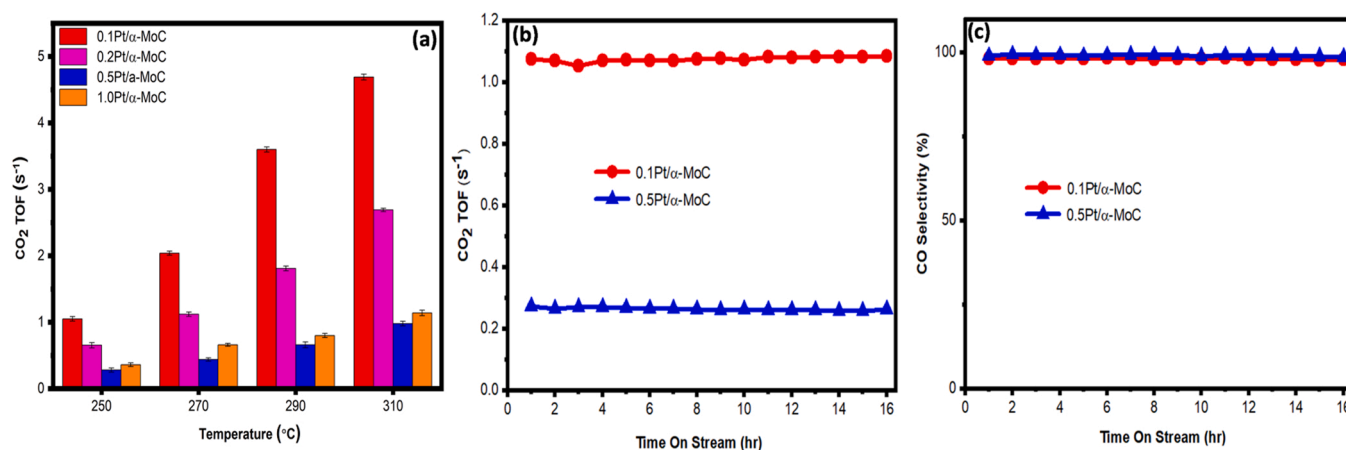 (a)
0.1Pt/α-MoC
0.2Pt/α-MoC
0.5Pt/a-MoC
1.0Pt/α-MoC
CO2 TOF (s-1)
5
4
3
2
1
0
250 270 290 310
Temperature (°C)
(b)
CO2 TOF (s-1)
1.2
1.0
0.8
0.6
0.4
0.2
0.0
0.1Pt/α-MoC
0.5Pt/α-MoC
0 2 4 6 8 10 12 14 16
Time On Stream (hr)
(c)
CO Selectivity (%)
100
50
0
0.1Pt/α-MoC
0.5Pt/α-MoC
0 2 4 6 8 10 12 14 16
Time On Stream (hr)